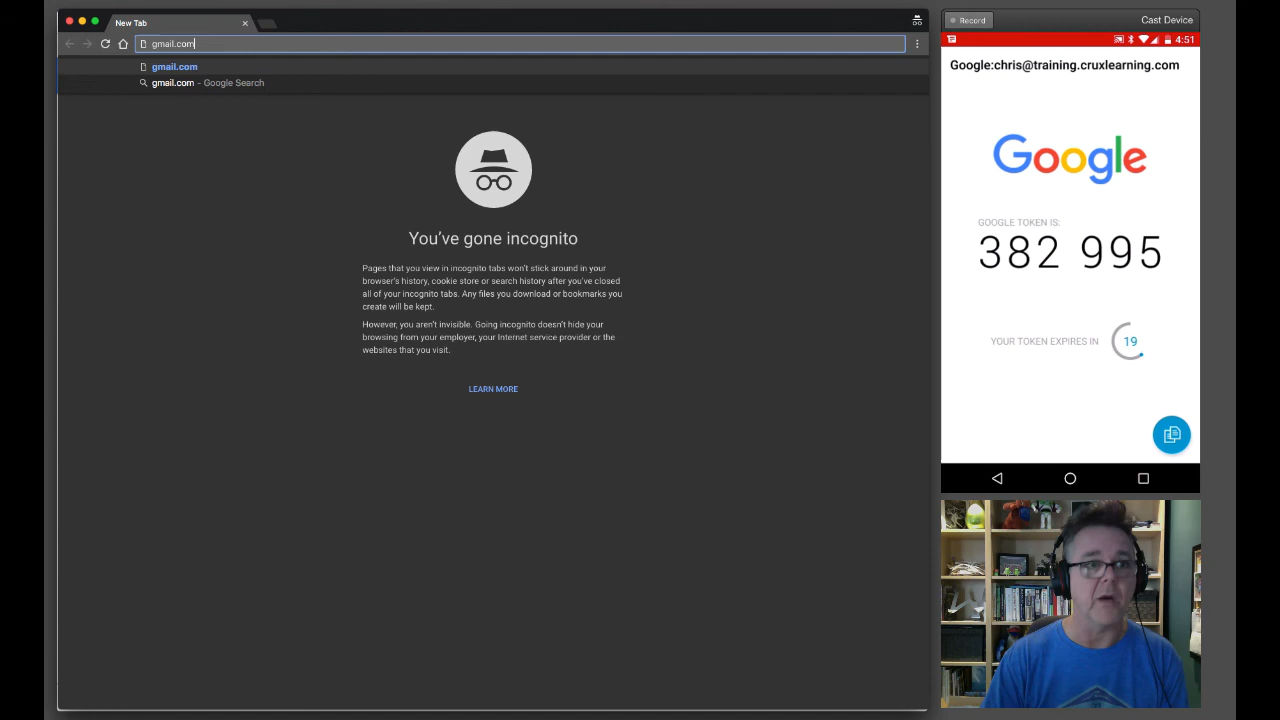 New Tab
gmail.com
gmail.com
gmail.com – Google Search
You've gone incognito
Pages that you view in incognito tabs won't stick around in your
browser's history, cookie store or search history after you've closed
all of your incognito tabs. Any files you download or bookmarks you
create will be kept.
However, you aren't invisible. Going incognito doesn't hide your
browsing from your employer, your Internet service provider or the
websites that you visit.
LEARN MORE
Record
Cast Device
4:51
Google:chris@training.cruxlearning.com
Google
GOOGLE TOKEN IS:
382 995
YOUR TOKEN EXPIRES IN
19